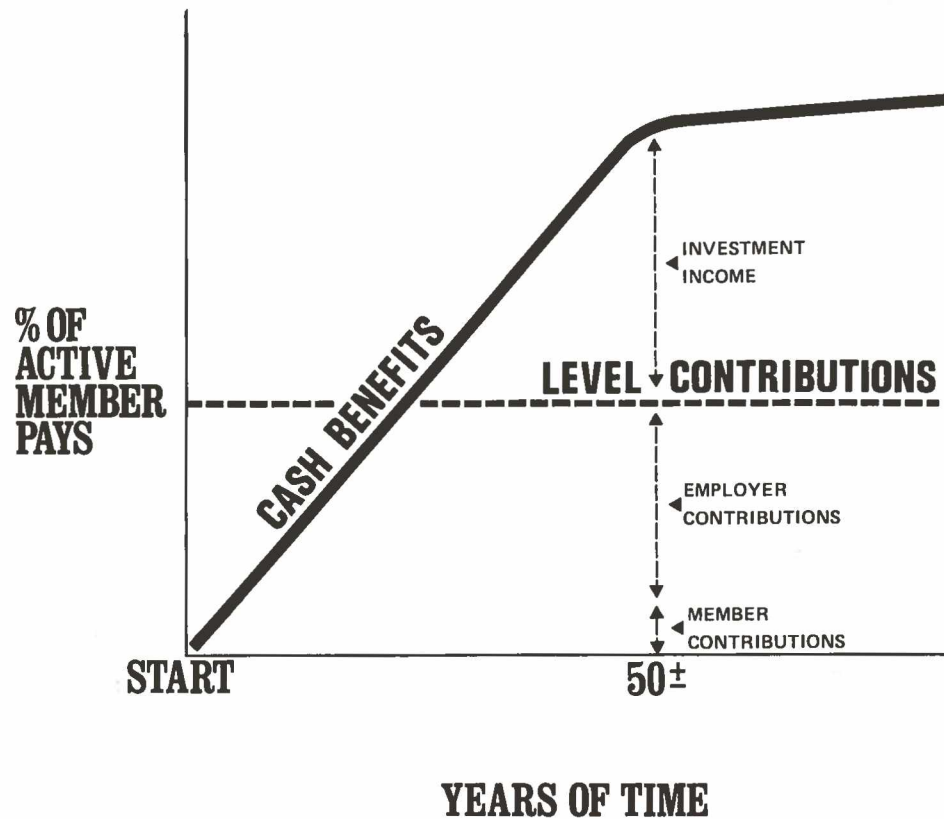 % OF
ACTIVE
MEMBER
PAYS
CASH BENEFITS
INVESTMENT
INCOME
LEVEL CONTRIBUTIONS
EMPLOYER
CONTRIBUTIONS
MEMBER
CONTRIBUTIONS
START
50±
YEARS OF TIME